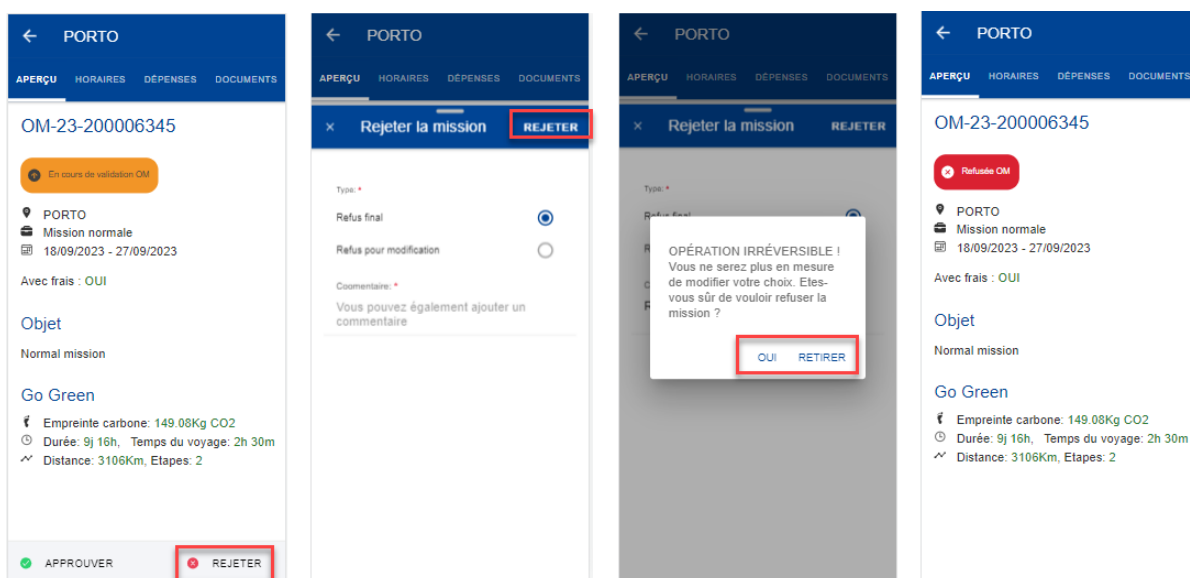 PORTO
APERÇU HORAIRES DÉPENSES DOCUMENTS
OM-23-200006345
En cours de validation OM
PORTO
Mission normale
18/09/2023 - 27/09/2023
Avec frais : OUI
Objet
Normal mission
Go Green
Empreinte carbone: 149.08Kg CO2
Durée: 9j 16h, Temps du voyage: 2h 30m
Distance: 3106Km, Etapes: 2
APPROUVER REJETER
PORTO
APERÇU HORAIRES DÉPENSES DOCUMENTS
Rejeter la mission REJETER
Type: *
Refus final
Refus pour modification
Coomentaire: *
Vous pouvez également ajouter un
commentaire
PORTO
APERÇU HORAIRES DÉPENSES DOCUMENTS
Rejeter la mission REJETER
Type: *
OPÉRATION IRRÉVERSIBLE !
Vous ne serez plus en mesure
de modifier votre choix. Etes-
vous sûr de vouloir refuser la
mission ?
OUI RETIRER
PORTO
APERÇU HORAIRES DÉPENSES DOCUMENTS
OM-23-200006345
Refusée OM
PORTO
Mission normale
18/09/2023 - 27/09/2023
Avec frais : OUI
Objet
Normal mission
Go Green
Empreinte carbone: 149.08Kg CO2
Durée: 9j 16h, Temps du voyage: 2h 30m
Distance: 3106Km, Etapes: 2